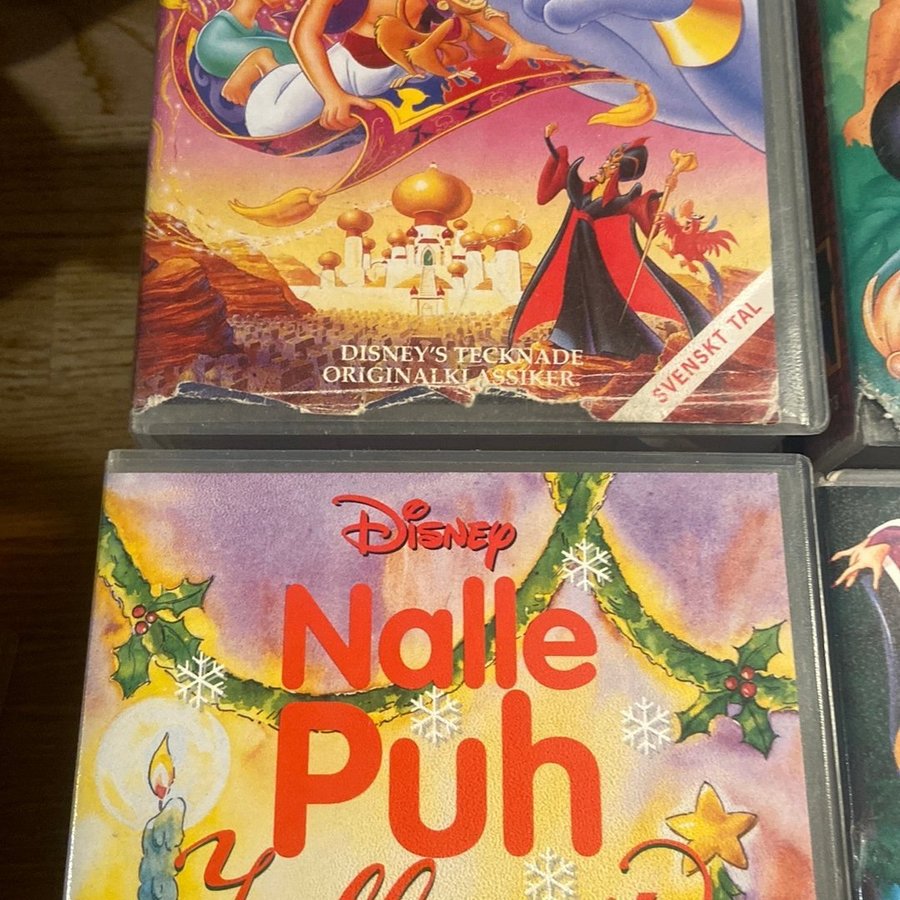 DISNEY'S TECKNADE
ORIGINALKLASSIKER
SVENSKT TAL
Disney
Nalle
Puh